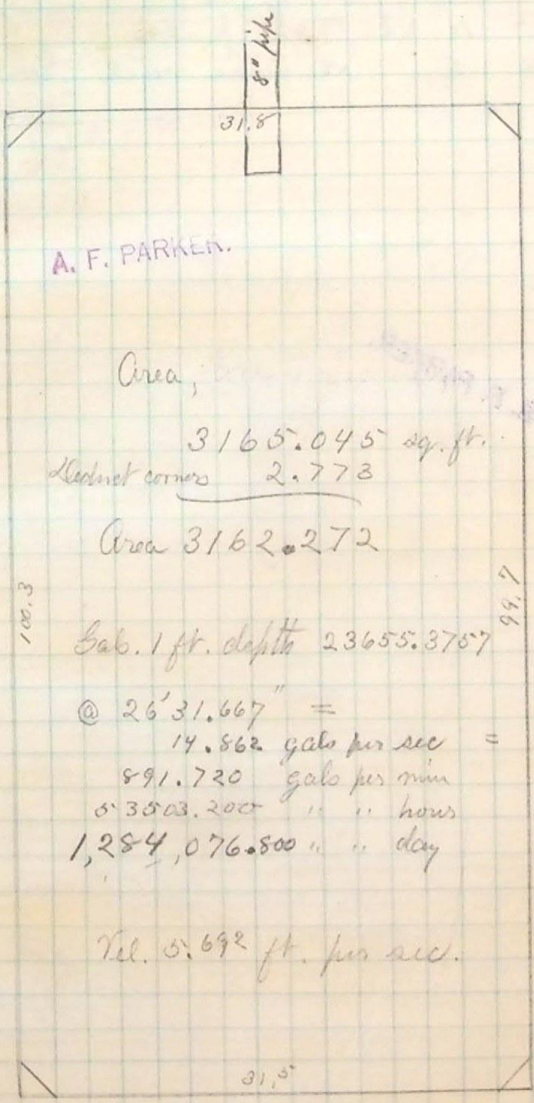 8" pipe
31.8
A. F. PARKER.
Area,
3165.045 sq. ft.
Deduct corners 2.773
Area 3162.272
100.3
99.7
Gals. 1 ft. depth 23655.3757
@ 26' 31.667" =
14.862 gals per sec =
891.720 gals per min
53503.200 " " hours
1,284,076.800 " " day
Vel. 5.692 ft. per sec.
31.5